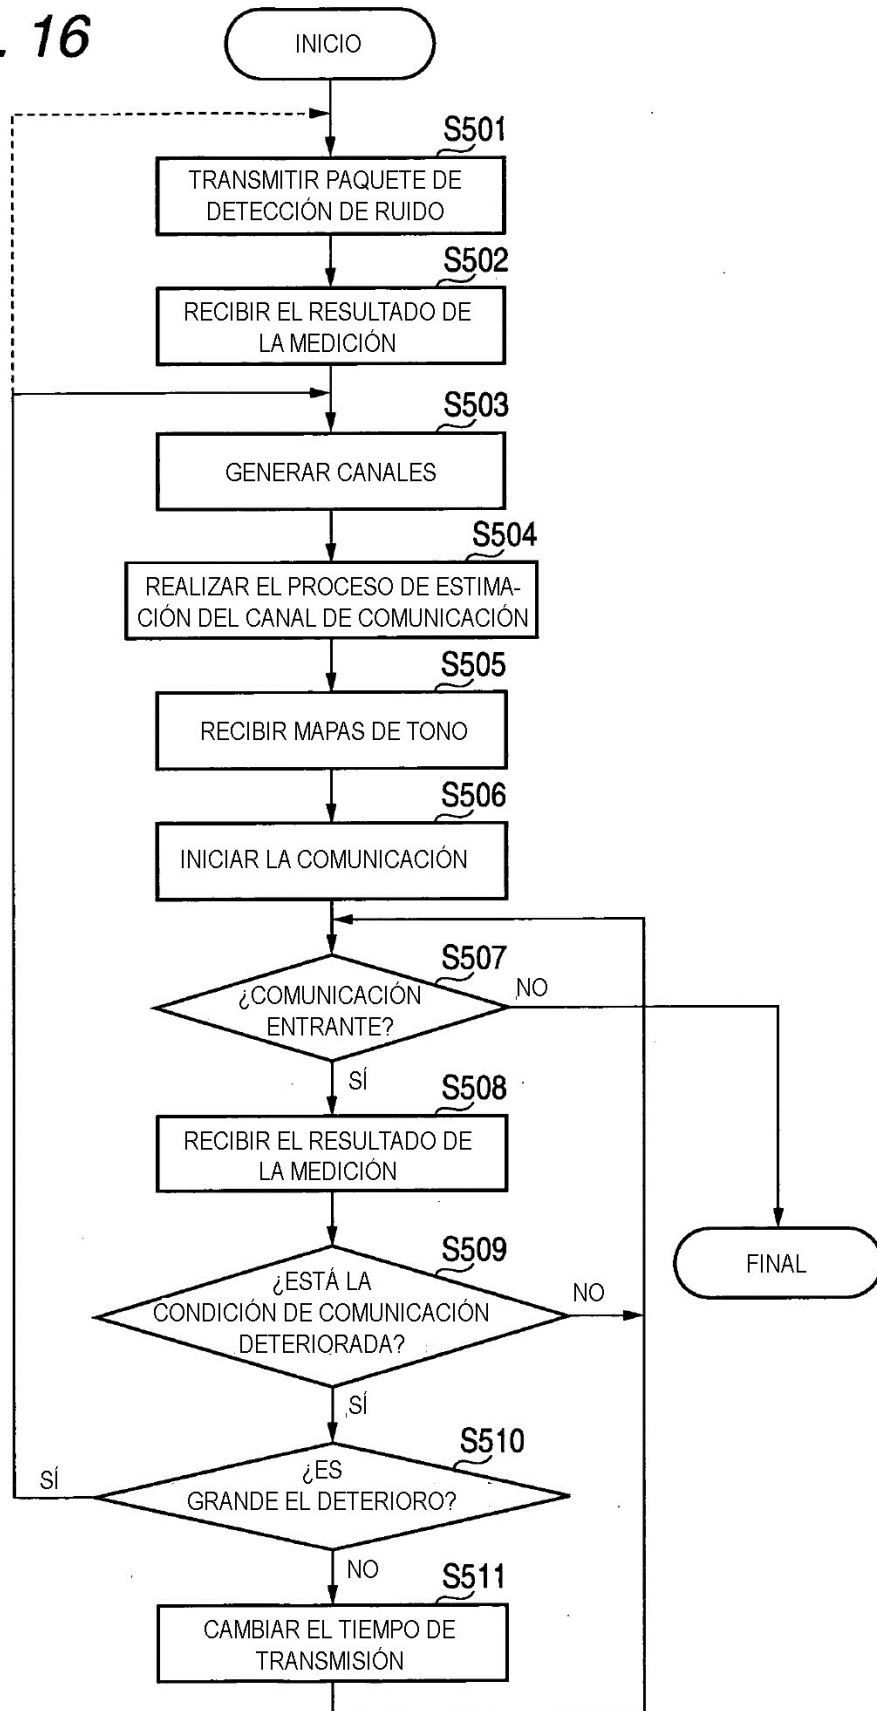 . 16
INICIO
S501
TRANSMITIR PAQUETE DE
DETECCIÓN DE RUIDO
S502
RECIBIR EL RESULTADO DE
LA MEDICIÓN
S503
GENERAR CANALES
S504
REALIZAR EL PROCESO DE ESTIMA-
CIÓN DEL CANAL DE COMUNICACIÓN
S505
RECIBIR MAPAS DE TONO
S506
INICIAR LA COMUNICACIÓN
S507
¿COMUNICACIÓN
ENTRANTE?
NO
SÍ
S508
RECIBIR EL RESULTADO DE
LA MEDICIÓN
FINAL
S509
¿ESTÁ LA
CONDICIÓN DE COMUNICACIÓN
DETERIORADA?
NO
SÍ
S510
¿ES
GRANDE EL DETERIORO?
SÍ
NO
S511
CAMBIAR EL TIEMPO DE
TRANSMISIÓN